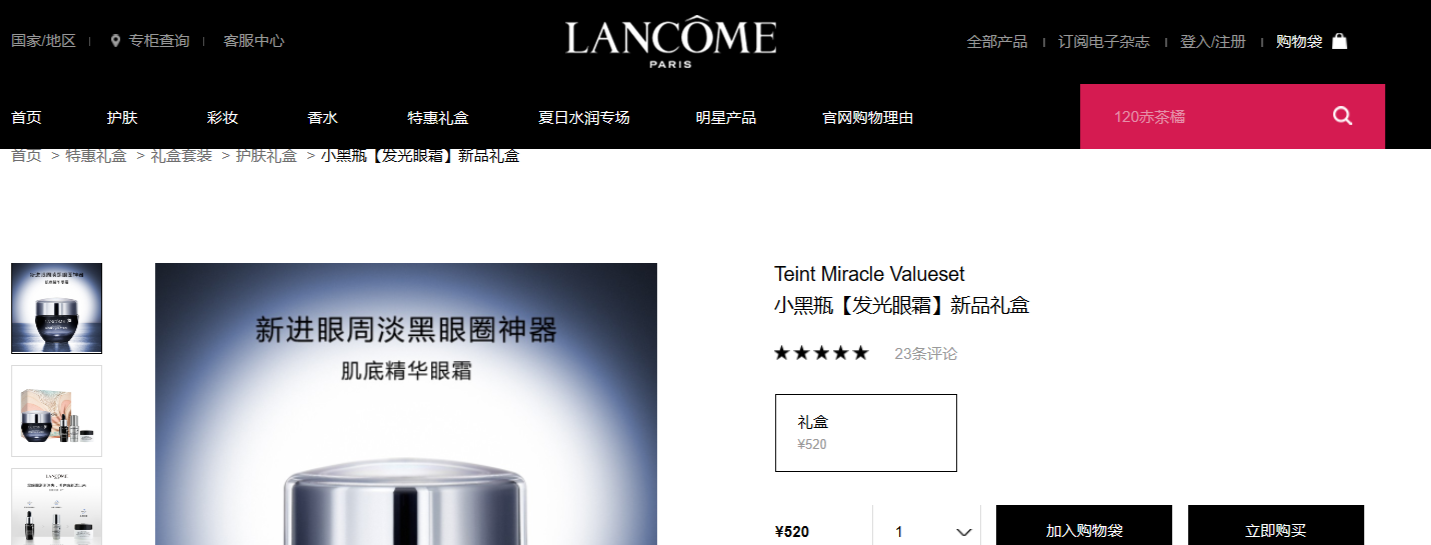 国家/地区 | 专柜查询 | 客服中心
LANCÔME
PARIS
全部产品 | 订阅电子杂志 | 登入/注册 | 购物袋
首页 护肤 彩妆 香水 特惠礼盒 夏日水润专场 明星产品 官网购物理由
120赤茶橘
首页 > 特惠礼盒 > 礼盒套装 > 护肤礼盒 > 小黑瓶【发光眼霜】新品礼盒
新进眼周淡黑眼圈神器
肌底精华眼霜
LANCÔME
Teint Miracle Valueset
小黑瓶【发光眼霜】新品礼盒
★★★★★ 23条评论
礼盒
¥520
¥520 1 加入购物袋 立即购买